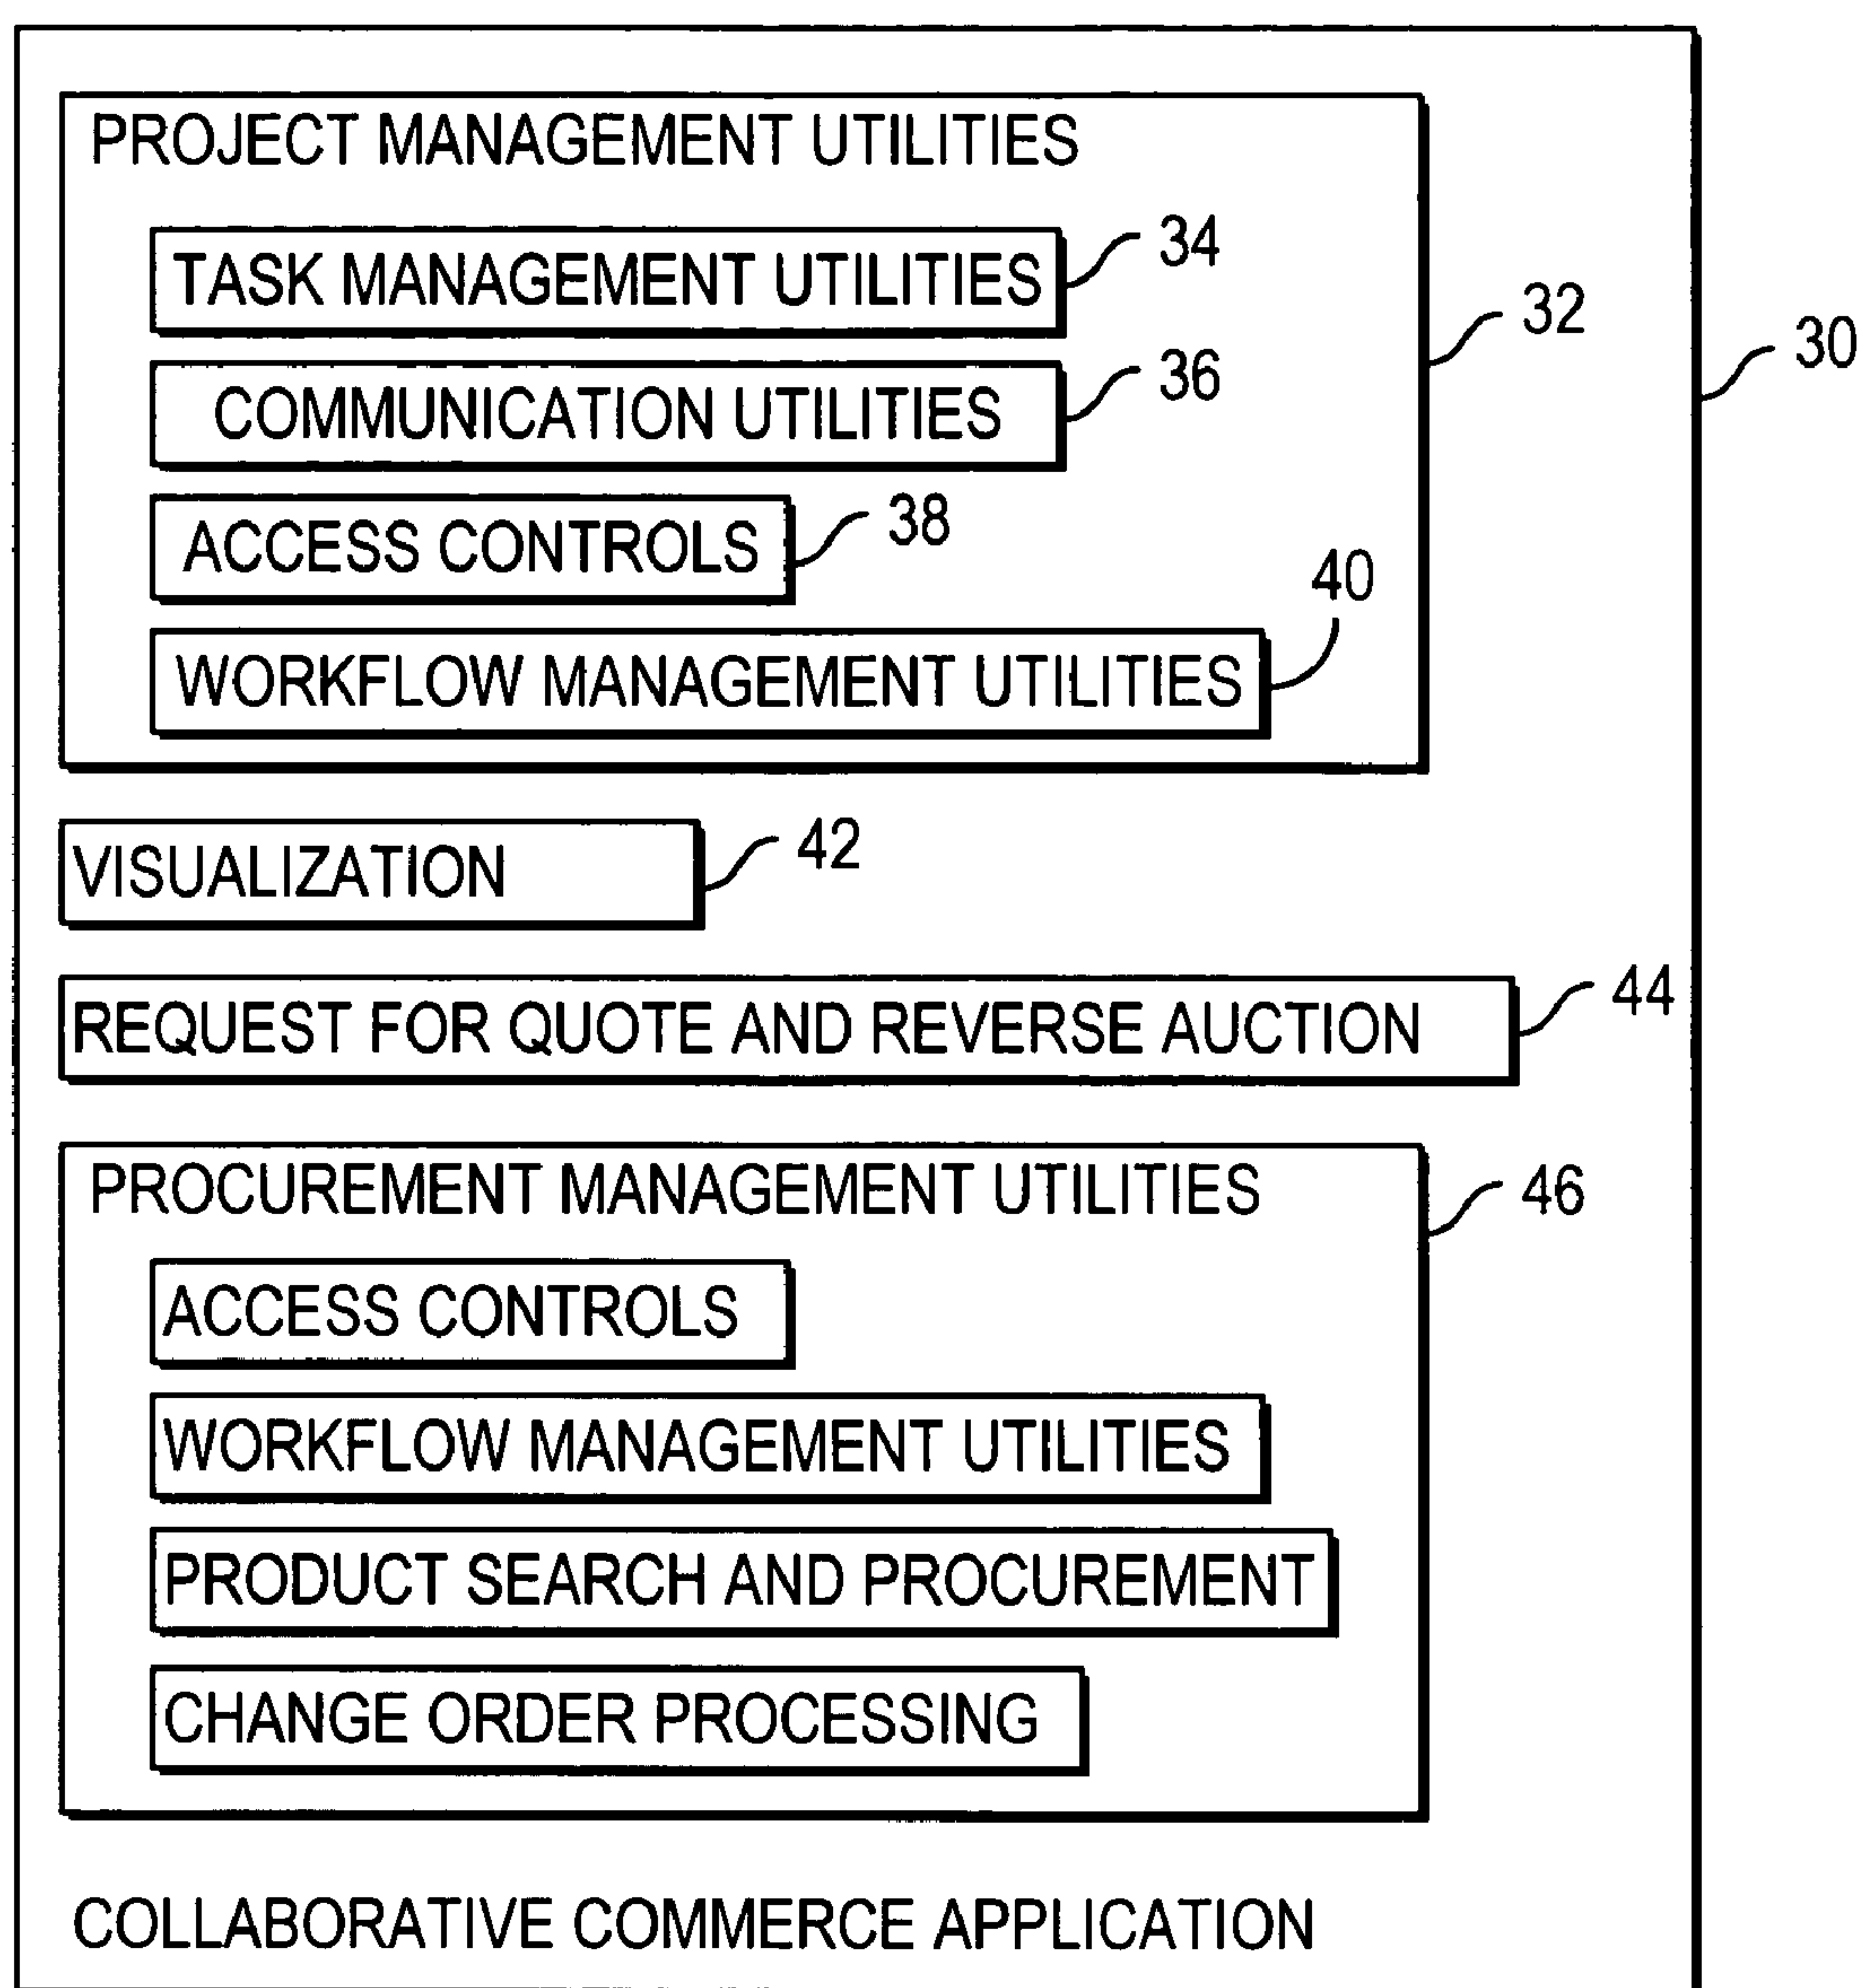 PROJECT MANAGEMENT UTILITIES
TASK MANAGEMENT UTILITIES
34
32
30
COMMUNICATION UTILITIES
36
ACCESS CONTROLS
38
40
WORKFLOW MANAGEMENT UTILITIES
VISUALIZATION
42
REQUEST FOR QUOTE AND REVERSE AUCTION
44
PROCUREMENT MANAGEMENT UTILITIES
46
ACCESS CONTROLS
WORKFLOW MANAGEMENT UTILITIES
PRODUCT SEARCH AND PROCUREMENT
CHANGE ORDER PROCESSING
COLLABORATIVE COMMERCE APPLICATION